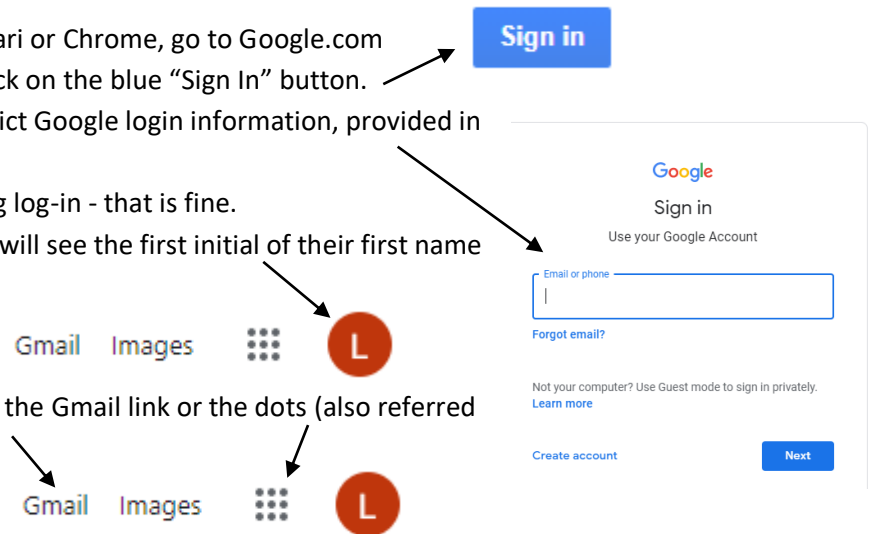 ari or Chrome, go to Google.com
ck on the blue “Sign In” button.
ict Google login information, provided in
g log-in - that is fine.
will see the first initial of their first name
Gmail Images L
the Gmail link or the dots (also referred
Gmail Images L
Sign in
Google
Sign in
Use your Google Account
Email or phone
Forgot email?
Not your computer? Use Guest mode to sign in privately.
Learn more
Create account Next